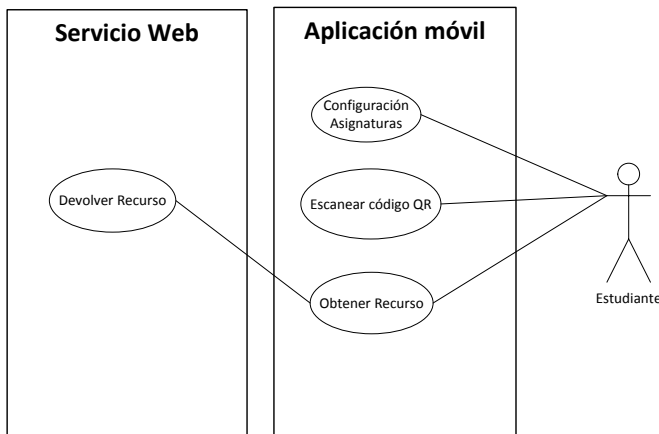 Servicio Web
Aplicación móvil
Configuración
Asignaturas
Devolver Recurso
Escanear código QR
Obtener Recurso
Estudiante